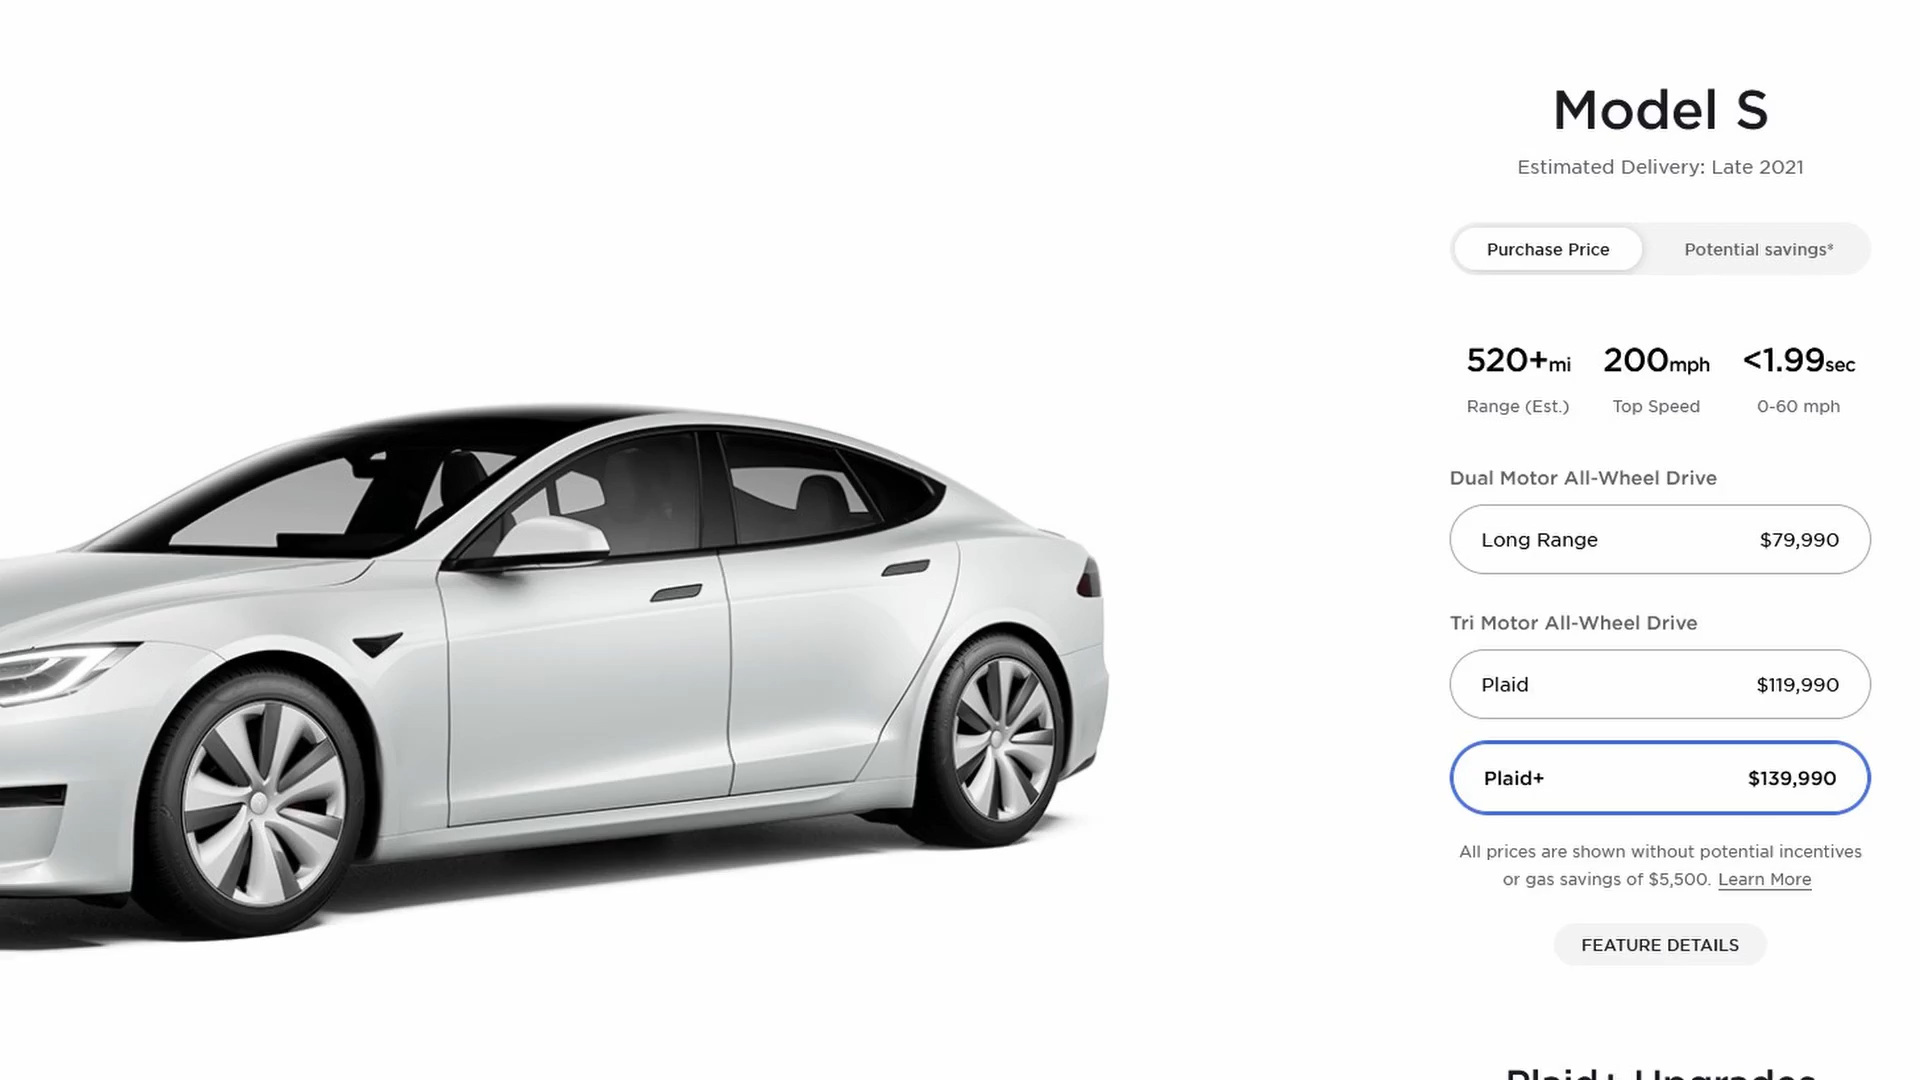 Model S
Estimated Delivery: Late 2021
Purchase Price Potential savings*
520+mi 200mph <1.99sec
Range (Est.) Top Speed 0-60 mph
Dual Motor All-Wheel Drive
Long Range $79,990
Tri Motor All-Wheel Drive
Plaid $119,990
Plaid+ $139,990
All prices are shown without potential incentives
or gas savings of $5,500. Learn More
FEATURE DETAILS
Plaid+ Upgrades